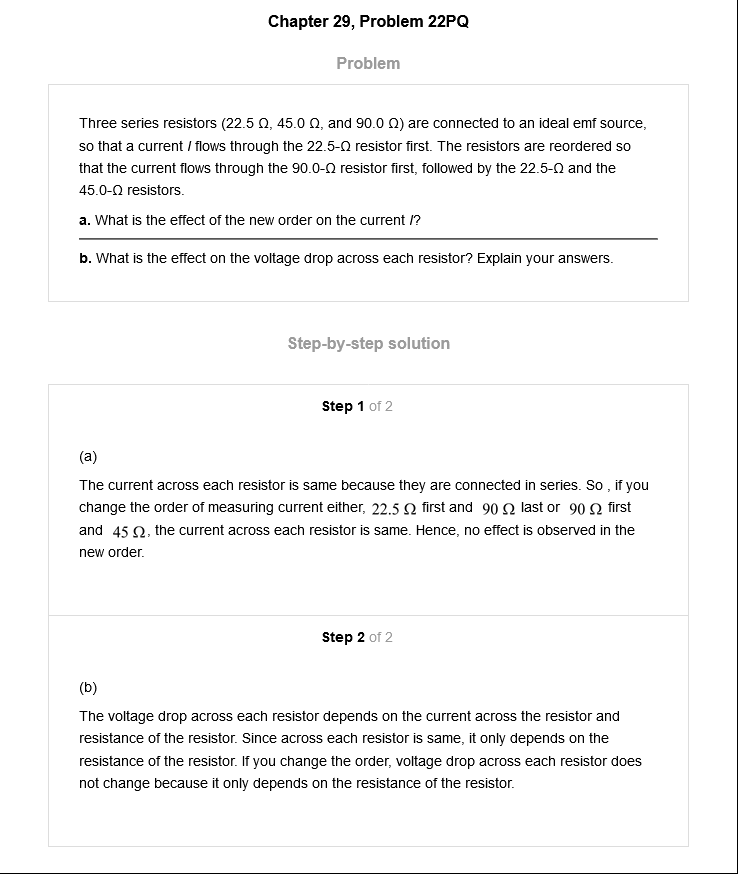 Chapter 29, Problem 22PQ
Problem
Three series resistors (22.5 Ω, 45.0 Ω, and 90.0 Ω) are connected to an ideal emf source,
so that a current I flows through the 22.5-Ω resistor first. The resistors are reordered so
that the current flows through the 90.0-Ω resistor first, followed by the 22.5-Ω and the
45.0-Ω resistors.
a. What is the effect of the new order on the current I?
b. What is the effect on the voltage drop across each resistor? Explain your answers.
Step-by-step solution
Step 1 of 2
(a)
The current across each resistor is same because they are connected in series. So , if you
change the order of measuring current either, 22.5 Ω first and 90 Ω last or 90 Ω first
and 45 Ω, the current across each resistor is same. Hence, no effect is observed in the
new order.
Step 2 of 2
(b)
The voltage drop across each resistor depends on the current across the resistor and
resistance of the resistor. Since across each resistor is same, it only depends on the
resistance of the resistor. If you change the order, voltage drop across each resistor does
not change because it only depends on the resistance of the resistor.